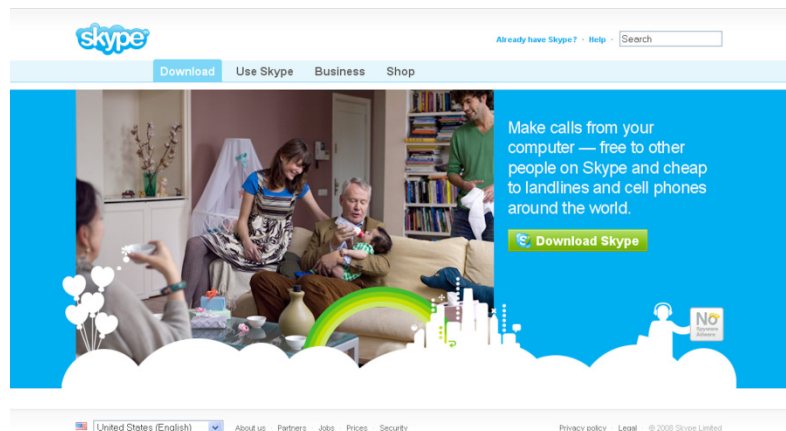 skype
Already have Skype? · Help ·
Search
Download Use Skype Business Shop
Make calls from your
computer — free to other
people on Skype and cheap
to landlines and cell phones
around the world.
Download Skype
No
Spyware
Adware
United States (English)
About us · Partners · Jobs · Prices · Security
Privacy policy · Legal · © 2008 Skype Limited